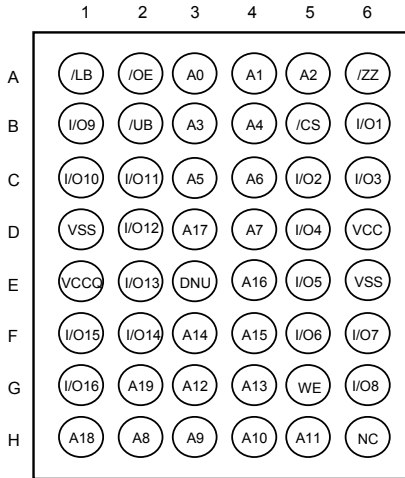 1 2 3 4 5 6
A /LB /OE A0 A1 A2 /ZZ
B I/O9 /UB A3 A4 /CS I/O1
C I/O10 I/O11 A5 A6 I/O2 I/O3
D VSS I/O12 A17 A7 I/O4 VCC
E VCCQ I/O13 DNU A16 I/O5 VSS
F I/O15 I/O14 A14 A15 I/O6 I/O7
G I/O16 A19 A12 A13 WE I/O8
H A18 A8 A9 A10 A11 NC